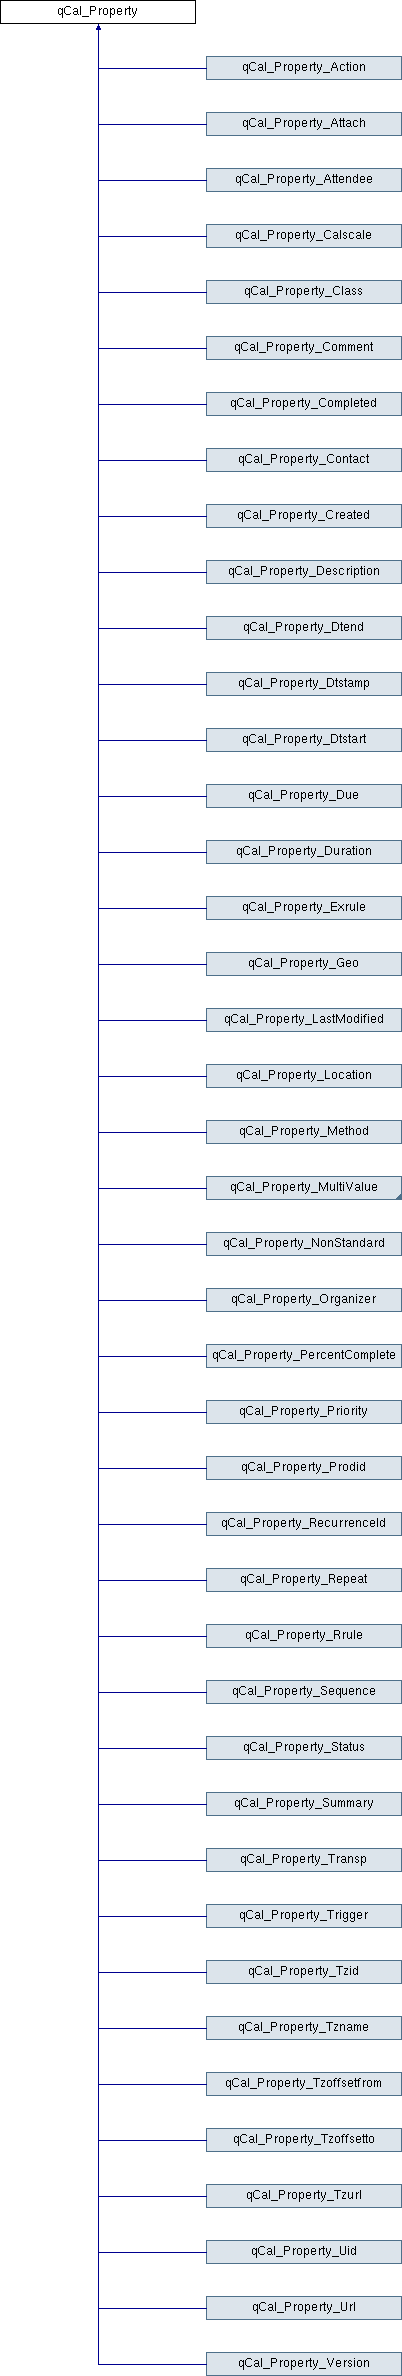 qCal_Property
qCal_Property_Action
qCal_Property_Attach
qCal_Property_Attendee
qCal_Property_Calscale
qCal_Property_Class
qCal_Property_Comment
qCal_Property_Completed
qCal_Property_Contact
qCal_Property_Created
qCal_Property_Description
qCal_Property_Dtend
qCal_Property_Dtstamp
qCal_Property_Dtstart
qCal_Property_Due
qCal_Property_Duration
qCal_Property_Exrule
qCal_Property_Geo
qCal_Property_LastModified
qCal_Property_Location
qCal_Property_Method
qCal_Property_MultiValue
qCal_Property_NonStandard
qCal_Property_Organizer
qCal_Property_PercentComplete
qCal_Property_Priority
qCal_Property_Prodid
qCal_Property_RecurrenceId
qCal_Property_Repeat
qCal_Property_Rrule
qCal_Property_Sequence
qCal_Property_Status
qCal_Property_Summary
qCal_Property_Transp
qCal_Property_Trigger
qCal_Property_Tzid
qCal_Property_Tzname
qCal_Property_Tzoffsetfrom
qCal_Property_Tzoffsetto
qCal_Property_Tzurl
qCal_Property_Uid
qCal_Property_Url
qCal_Property_Version